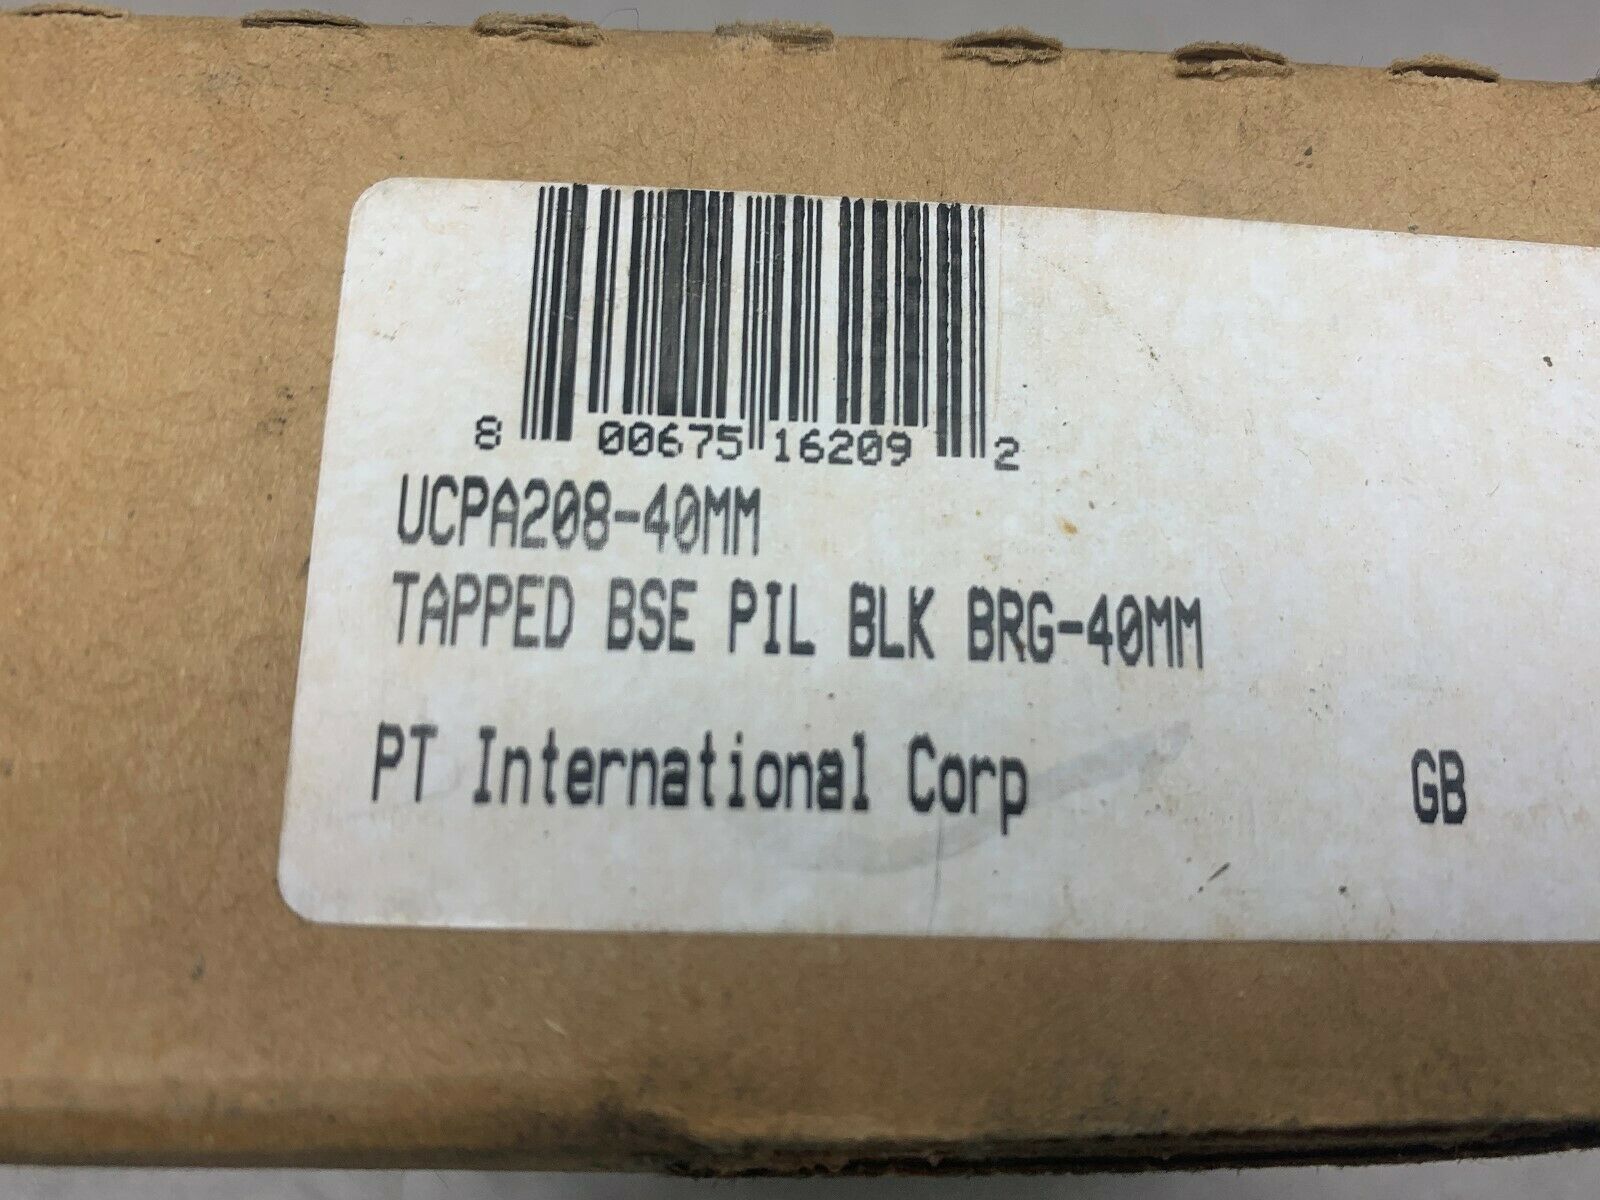 8 00675 16209 2
UCPA208-40MM
TAPPED BSE PIL BLK BRG-40MM
PT International Corp GB